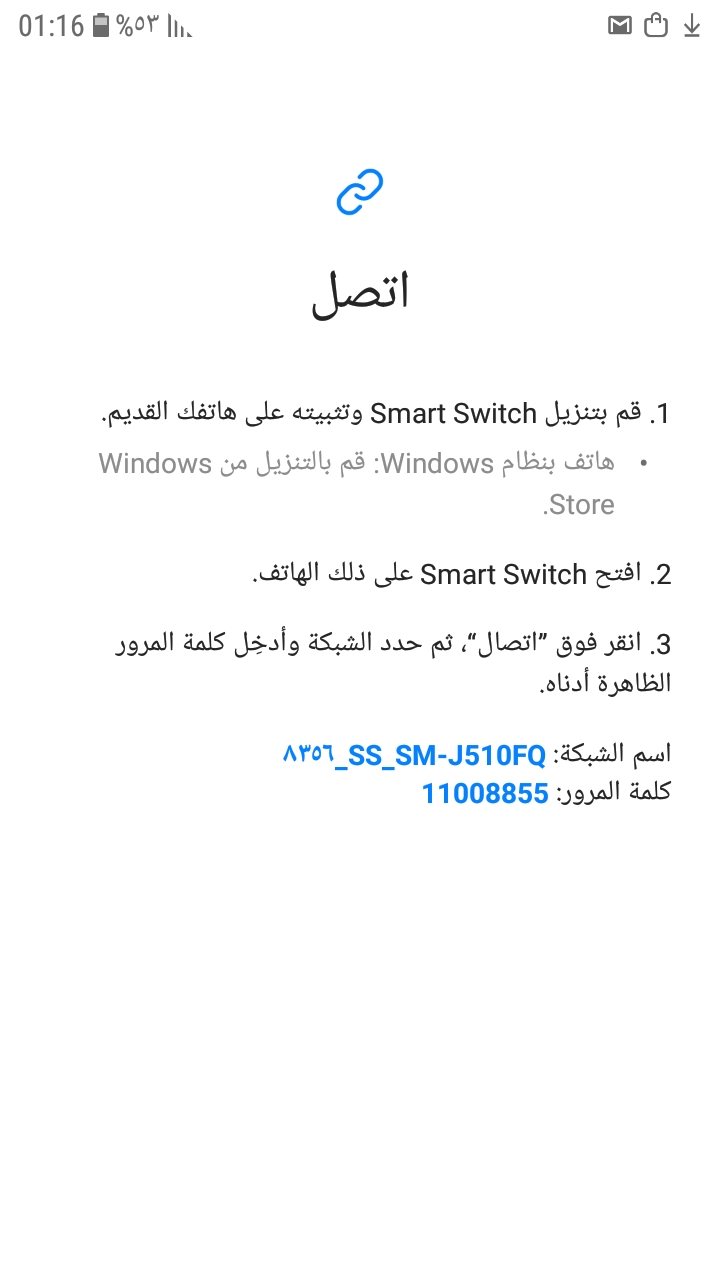 01:16 %٥٣
اتصل
1. قم بتنزيل Smart Switch وتثبيته على هاتفك القديم.
• هاتف بنظام Windows: قم بالتنزيل من Windows
Store.
2. افتح Smart Switch على ذلك الهاتف.
3. انقر فوق ”اتصال“، ثم حدد الشبكة وأدخِل كلمة المرور
الظاهرة أدناه.
اسم الشبكة: SS_SM-J510FQ_٨٣٥٦
كلمة المرور: 11008855